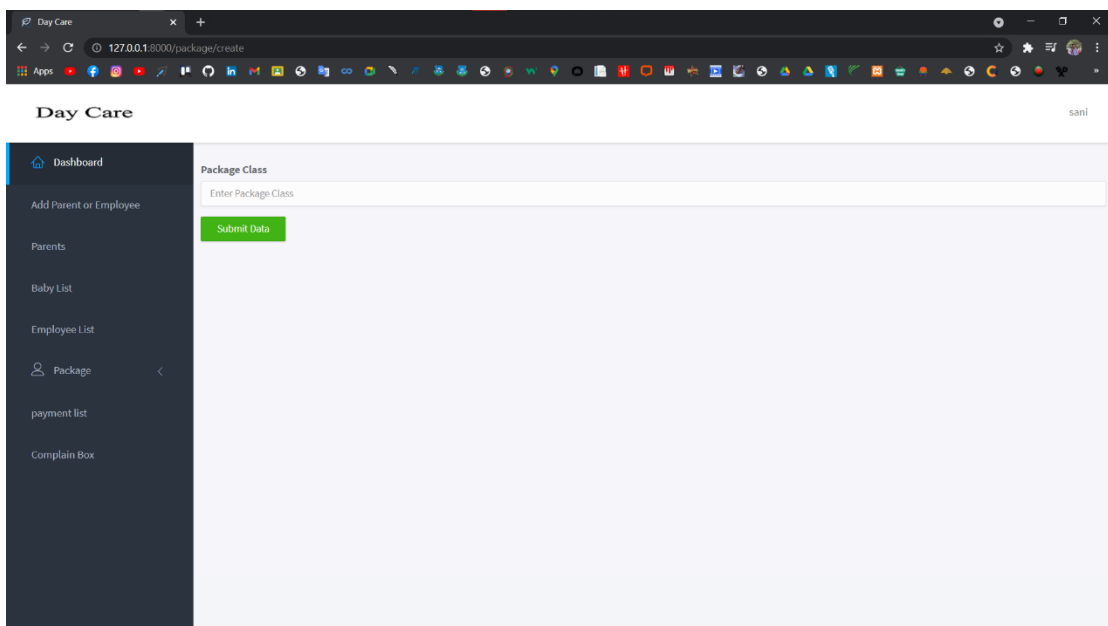 Day Care
127.0.0.1:8000/package/create
Apps
Day Care
sani
Dashboard
Package Class
Enter Package Class
Submit Data
Add Parent or Employee
Parents
Baby List
Employee List
Package
payment list
Complain Box